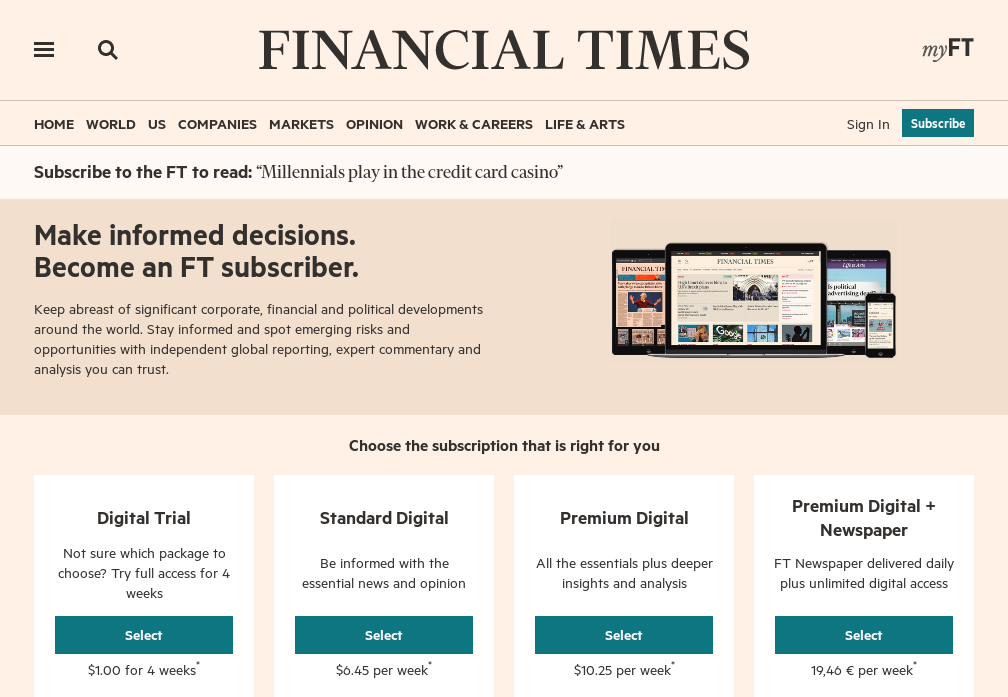 FINANCIAL TIMES
myFT
HOME WORLD US COMPANIES MARKETS OPINION WORK & CAREERS LIFE & ARTS Sign In Subscribe
Subscribe to the FT to read: “Millennials play in the credit card casino”
Make informed decisions.
Become an FT subscriber.
Keep abreast of significant corporate, financial and political developments
around the world. Stay informed and spot emerging risks and
opportunities with independent global reporting, expert commentary and
analysis you can trust.
FINANCIAL TIMES
Google
Choose the subscription that is right for you
Digital Trial
Not sure which package to
choose? Try full access for 4
weeks
Select
$1.00 for 4 weeks*
Standard Digital
Be informed with the
essential news and opinion
Select
$6.45 per week*
Premium Digital
All the essentials plus deeper
insights and analysis
Select
$10.25 per week*
Premium Digital +
Newspaper
FT Newspaper delivered daily
plus unlimited digital access
Select
19,46 € per week*